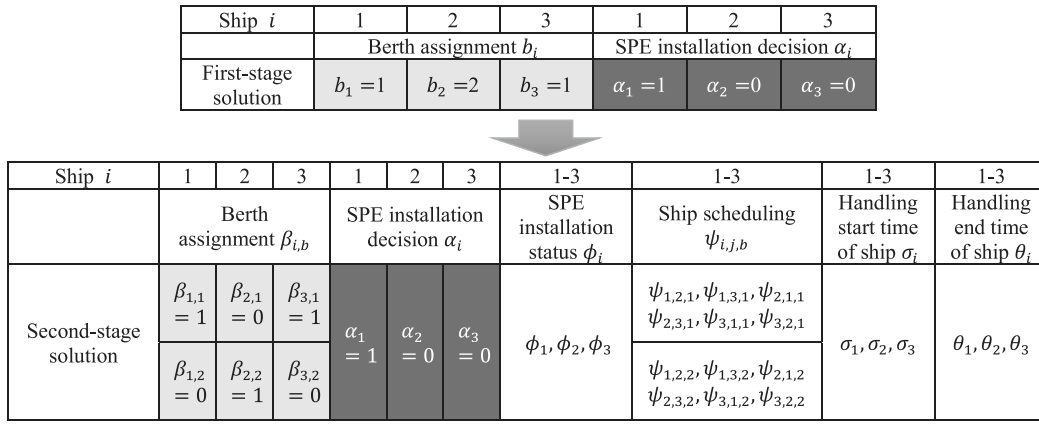 Ship i 1 2 3 1 2 3
Berth assignment b_i SPE installation decision α_i
First-stage
solution
b_1 =1 b_2 =2 b_3 =1 α_1 =1 α_2 =0 α_3 =0
Ship i 1 2 3 1 2 3 1-3 1-3 1-3 1-3
Berth
assignment β_{i,b}
SPE installation
decision α_i
SPE
installation
status ϕ_i
Ship scheduling
ψ_{i,j,b}
Handling
start time
of ship σ_i
Handling
end time
of ship θ_i
Second-stage
solution
β_{1,1} β_{2,1} β_{3,1}
= 1 = 0 = 1
β_{1,2} β_{2,2} β_{3,2}
= 0 = 1 = 0
α_1 α_2 α_3
= 1 = 0 = 0
ϕ_1, ϕ_2, ϕ_3
ψ_{1,2,1}, ψ_{1,3,1}, ψ_{2,1,1},
ψ_{2,3,1}, ψ_{3,1,1}, ψ_{3,2,1}
ψ_{1,2,2}, ψ_{1,3,2}, ψ_{2,1,2},
ψ_{2,3,2}, ψ_{3,1,2}, ψ_{3,2,2}
σ_1, σ_2, σ_3
θ_1, θ_2, θ_3